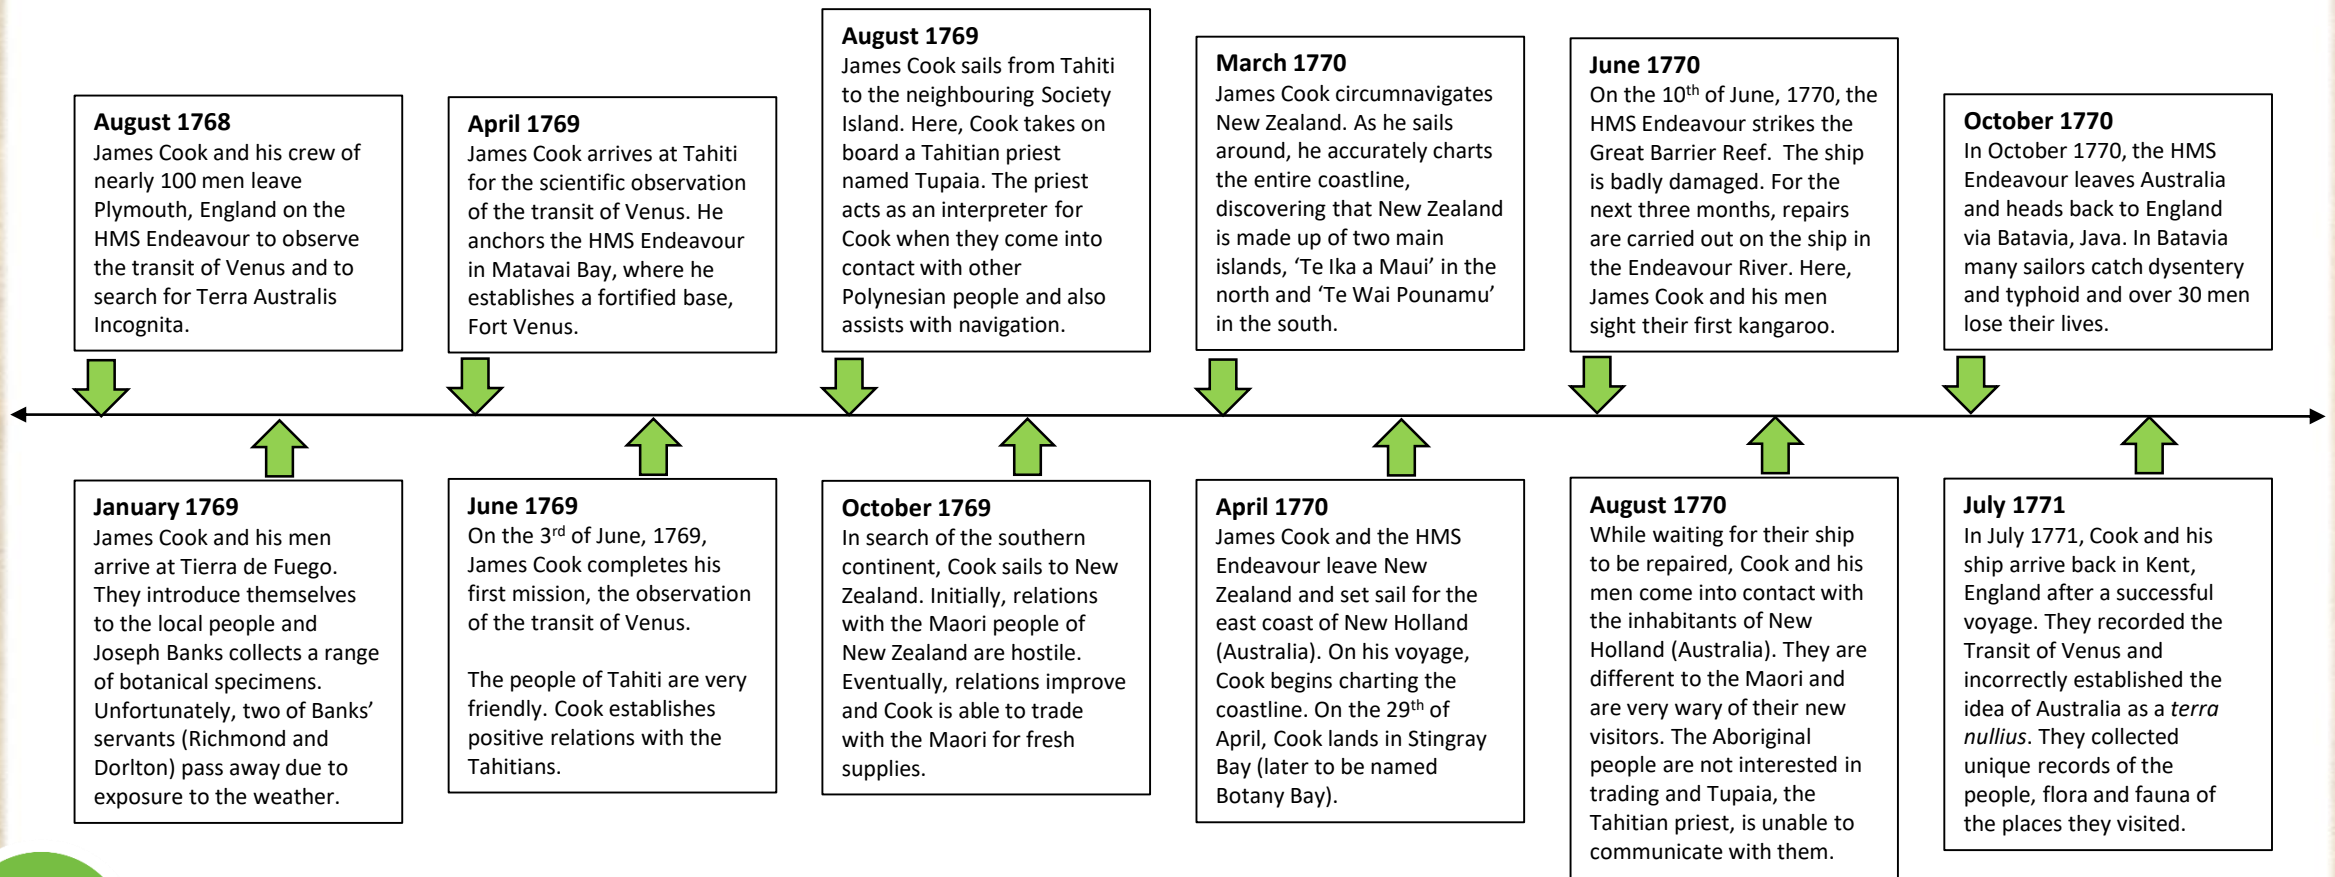 August 1768
James Cook and his crew of
nearly 100 men leave
Plymouth, England on the
HMS Endeavour to observe
the transit of Venus and to
search for Terra Australis
Incognita.
January 1769
James Cook and his men
arrive at Tierra de Fuego.
They introduce themselves
to the local people and
Joseph Banks collects a range
of botanical specimens.
Unfortunately, two of Banks’
servants (Richmond and
Dorlton) pass away due to
exposure to the weather.
April 1769
James Cook arrives at Tahiti
for the scientific observation
of the transit of Venus. He
anchors the HMS Endeavour
in Matavai Bay, where he
establishes a fortified base,
Fort Venus.
June 1769
On the 3rd of June, 1769,
James Cook completes his
first mission, the observation
of the transit of Venus.
The people of Tahiti are very
friendly. Cook establishes
positive relations with the
Tahitians.
August 1769
James Cook sails from Tahiti
to the neighbouring Society
Island. Here, Cook takes on
board a Tahitian priest
named Tupaia. The priest
acts as an interpreter for
Cook when they come into
contact with other
Polynesian people and also
assists with navigation.
October 1769
In search of the southern
continent, Cook sails to New
Zealand. Initially, relations
with the Maori people of
New Zealand are hostile.
Eventually, relations improve
and Cook is able to trade
with the Maori for fresh
supplies.
March 1770
James Cook circumnavigates
New Zealand. As he sails
around, he accurately charts
the entire coastline,
discovering that New Zealand
is made up of two main
islands, ‘Te Ika a Maui’ in the
north and ‘Te Wai Pounamu’
in the south.
April 1770
James Cook and the HMS
Endeavour leave New
Zealand and set sail for the
east coast of New Holland
(Australia). On his voyage,
Cook begins charting the
coastline. On the 29th of
April, Cook lands in Stingray
Bay (later to be named
Botany Bay).
June 1770
On the 10th of June, 1770, the
HMS Endeavour strikes the
Great Barrier Reef.  The ship
is badly damaged. For the
next three months, repairs
are carried out on the ship in
the Endeavour River. Here,
James Cook and his men
sight their first kangaroo.
August 1770
While waiting for their ship
to be repaired, Cook and his
men come into contact with
the inhabitants of New
Holland (Australia). They are
different to the Maori and
are very wary of their new
visitors. The Aboriginal
people are not interested in
trading and Tupaia, the
Tahitian priest, is unable to
communicate with them.
October 1770
In October 1770, the HMS
Endeavour leaves Australia
and heads back to England
via Batavia, Java. In Batavia
many sailors catch dysentery
and typhoid and over 30 men
lose their lives.
July 1771
In July 1771, Cook and his
ship arrive back in Kent,
England after a successful
voyage. They recorded the
Transit of Venus and
incorrectly established the
idea of Australia as a terra
nullius. They collected
unique records of the
people, flora and fauna of
the places they visited.